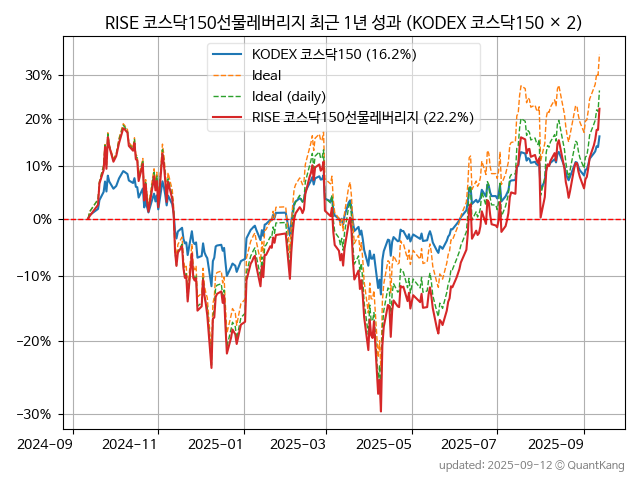 RISE 코스닥150선물레버리지 최근 1년 성과 (KODEX 코스닥150 × 2)
KODEX 코스닥150 (16.2%)
Ideal
Ideal (daily)
RISE 코스닥150선물레버리지 (22.2%)
30%
20%
10%
0%
−10%
−20%
−30%
2024-09
2024-11
2025-01
2025-03
2025-05
2025-07
2025-09
updated: 2025-09-12 © QuantKang